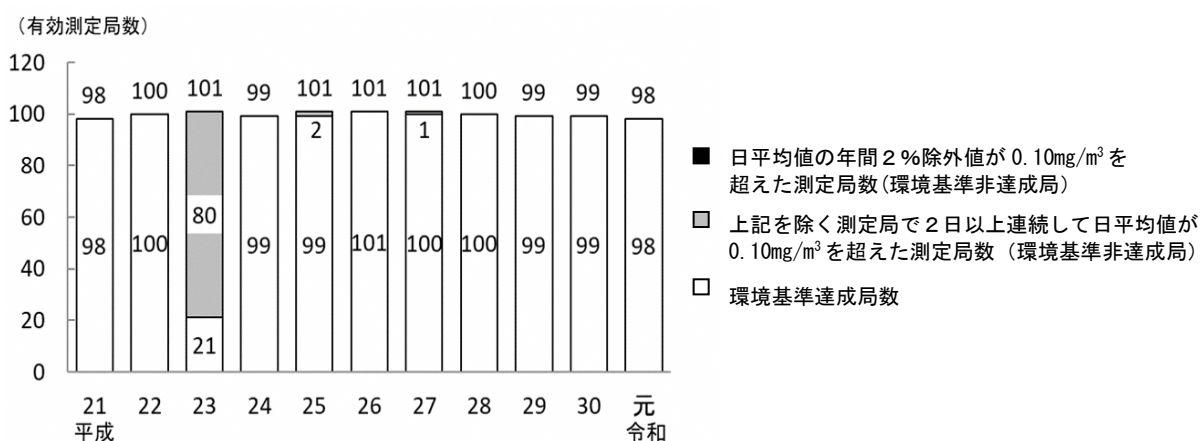 （有効測定局数）
120
100
80
60
40
20
0
98 100 101 99 101 101 101 100 99 99 98
2 1
80
98 100 99 99 101 100 100 99 99 98
21
21 22 23 24 25 26 27 28 29 30 元
平成 令和
■ 日平均値の年間２％除外値が 0.10mg/m³を
超えた測定局数(環境基準非達成局)
上記を除く測定局で２日以上連続して日平均値が
0.10mg/m³を超えた測定局数（環境基準非達成局)
□ 環境基準達成局数